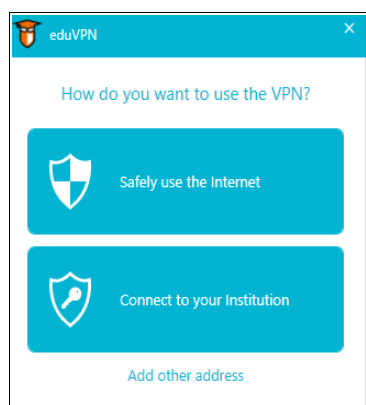 eduVPN
How do you want to use the VPN?
Safely use the Internet
Connect to your Institution
Add other address